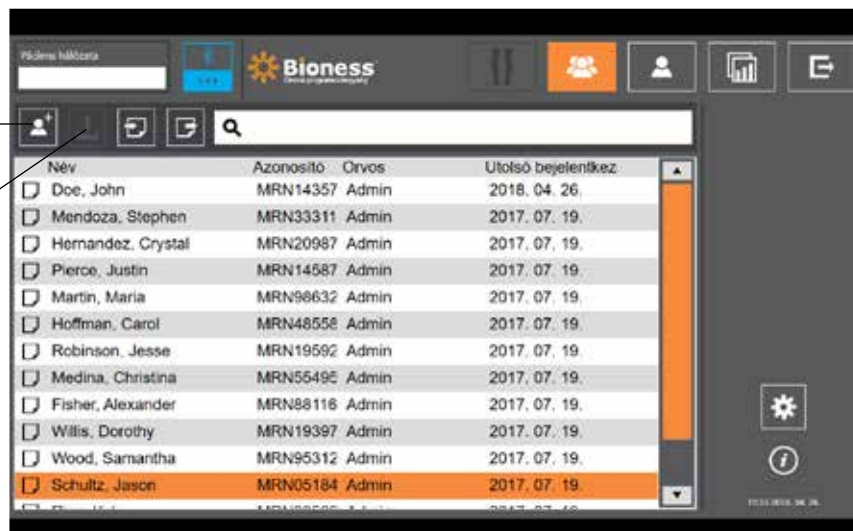 Bioness
Név Azonosító Orvos Utolsó bejelentkez
Doe, John MRN14357 Admin 2018. 04. 26.
Mendoza, Stephen MRN33311 Admin 2017. 07. 19.
Hernandez, Crystal MRN20987 Admin 2017. 07. 19.
Pierce, Justin MRN14587 Admin 2017. 07. 19.
Martin, Maria MRN98632 Admin 2017. 07. 19.
Hoffman, Carol MRN48558 Admin 2017. 07. 19.
Robinson, Jesse MRN19592 Admin 2017. 07. 19.
Medina, Christina MRN55495 Admin 2017. 07. 19.
Fisher, Alexander MRN88116 Admin 2017. 07. 19.
Willis, Dorothy MRN19397 Admin 2017. 07. 19.
Wood, Samantha MRN95312 Admin 2017. 07. 19.
Schultz, Jason MRN05184 Admin 2017. 07. 19.